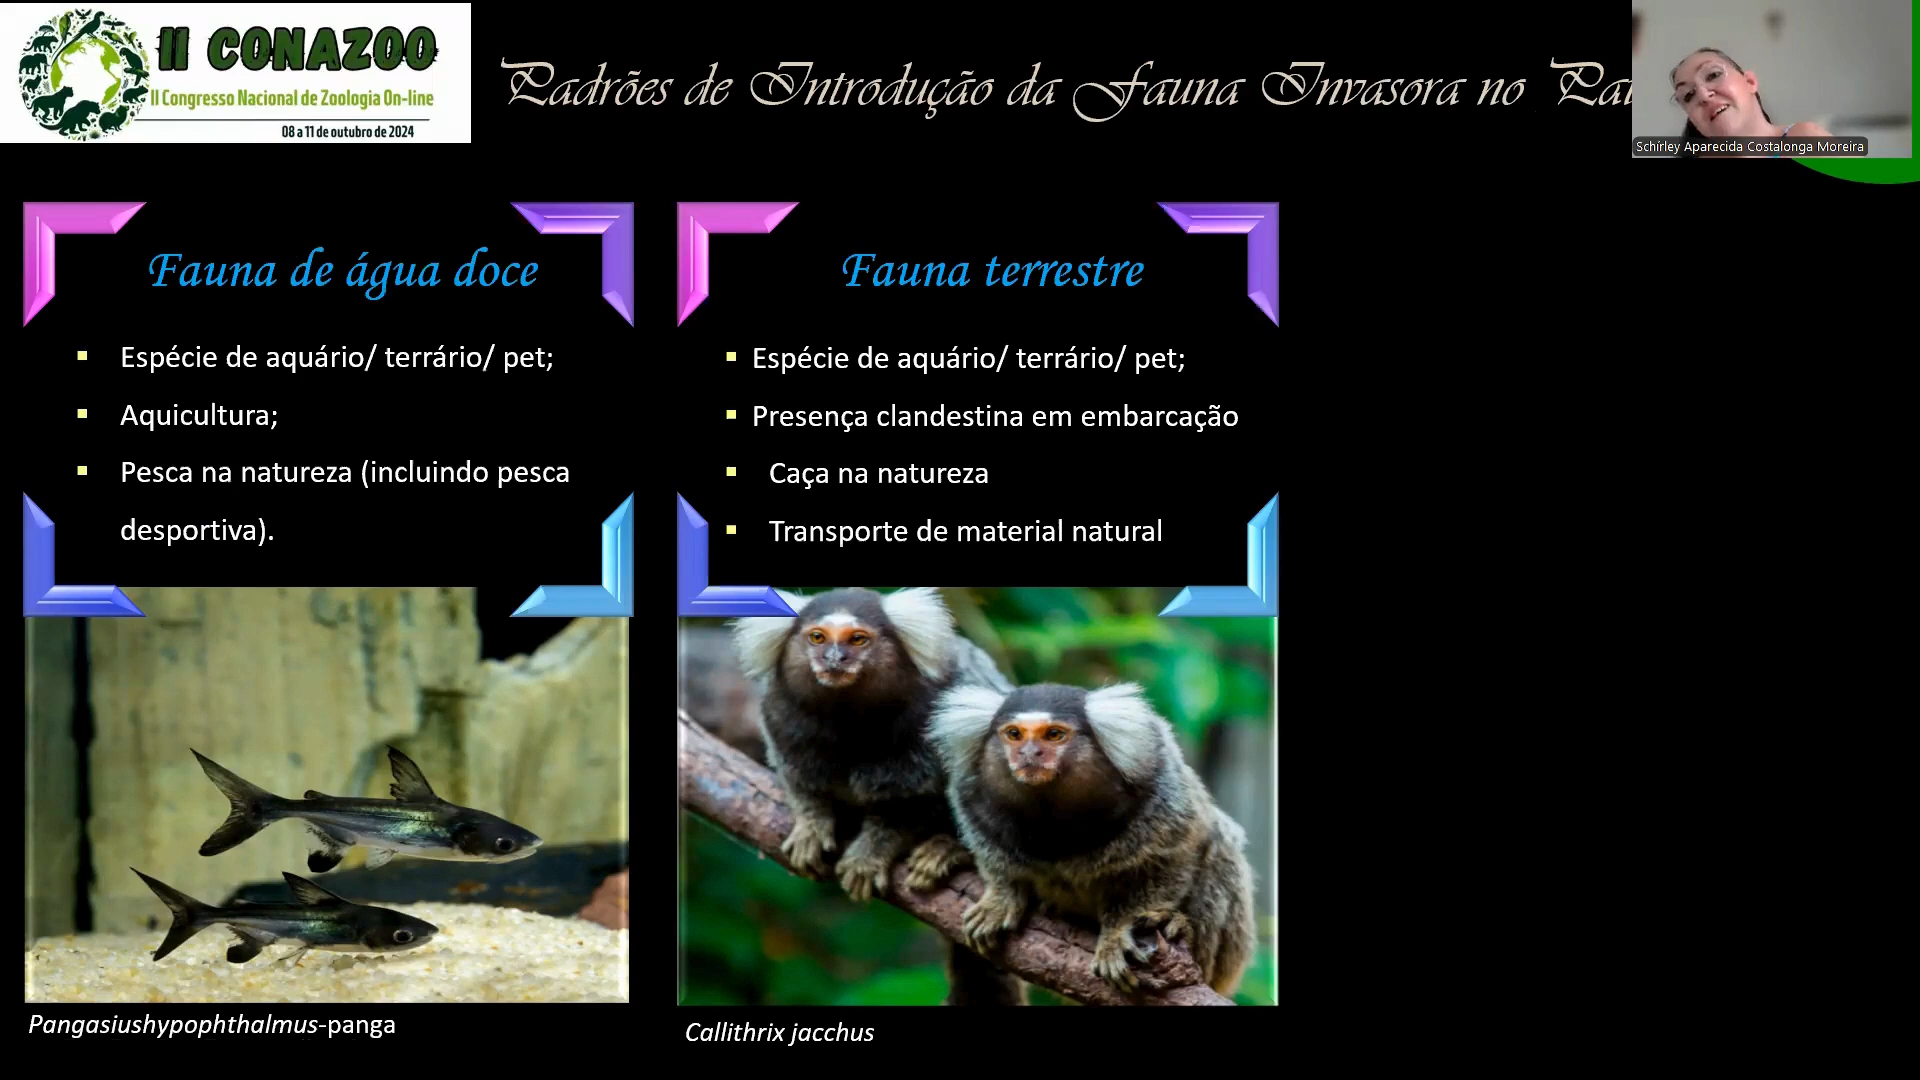 II CONAZOO
II Congresso Nacional de Zoologia On-line
08 a 11 de outubro de 2024
Padrões de Introdução da Fauna Invasora no
Schírley Aparecida Costalonga Moreira
Fauna de água doce
▪ Espécie de aquário/ terrário/ pet;
▪ Aquicultura;
▪ Pesca na natureza (incluindo pesca
desportiva).
Pangasiushypophthalmus-panga
Fauna terrestre
▪ Espécie de aquário/ terrário/ pet;
▪ Presença clandestina em embarcação
▪ Caça na natureza
▪ Transporte de material natural
Callithrix jacchus